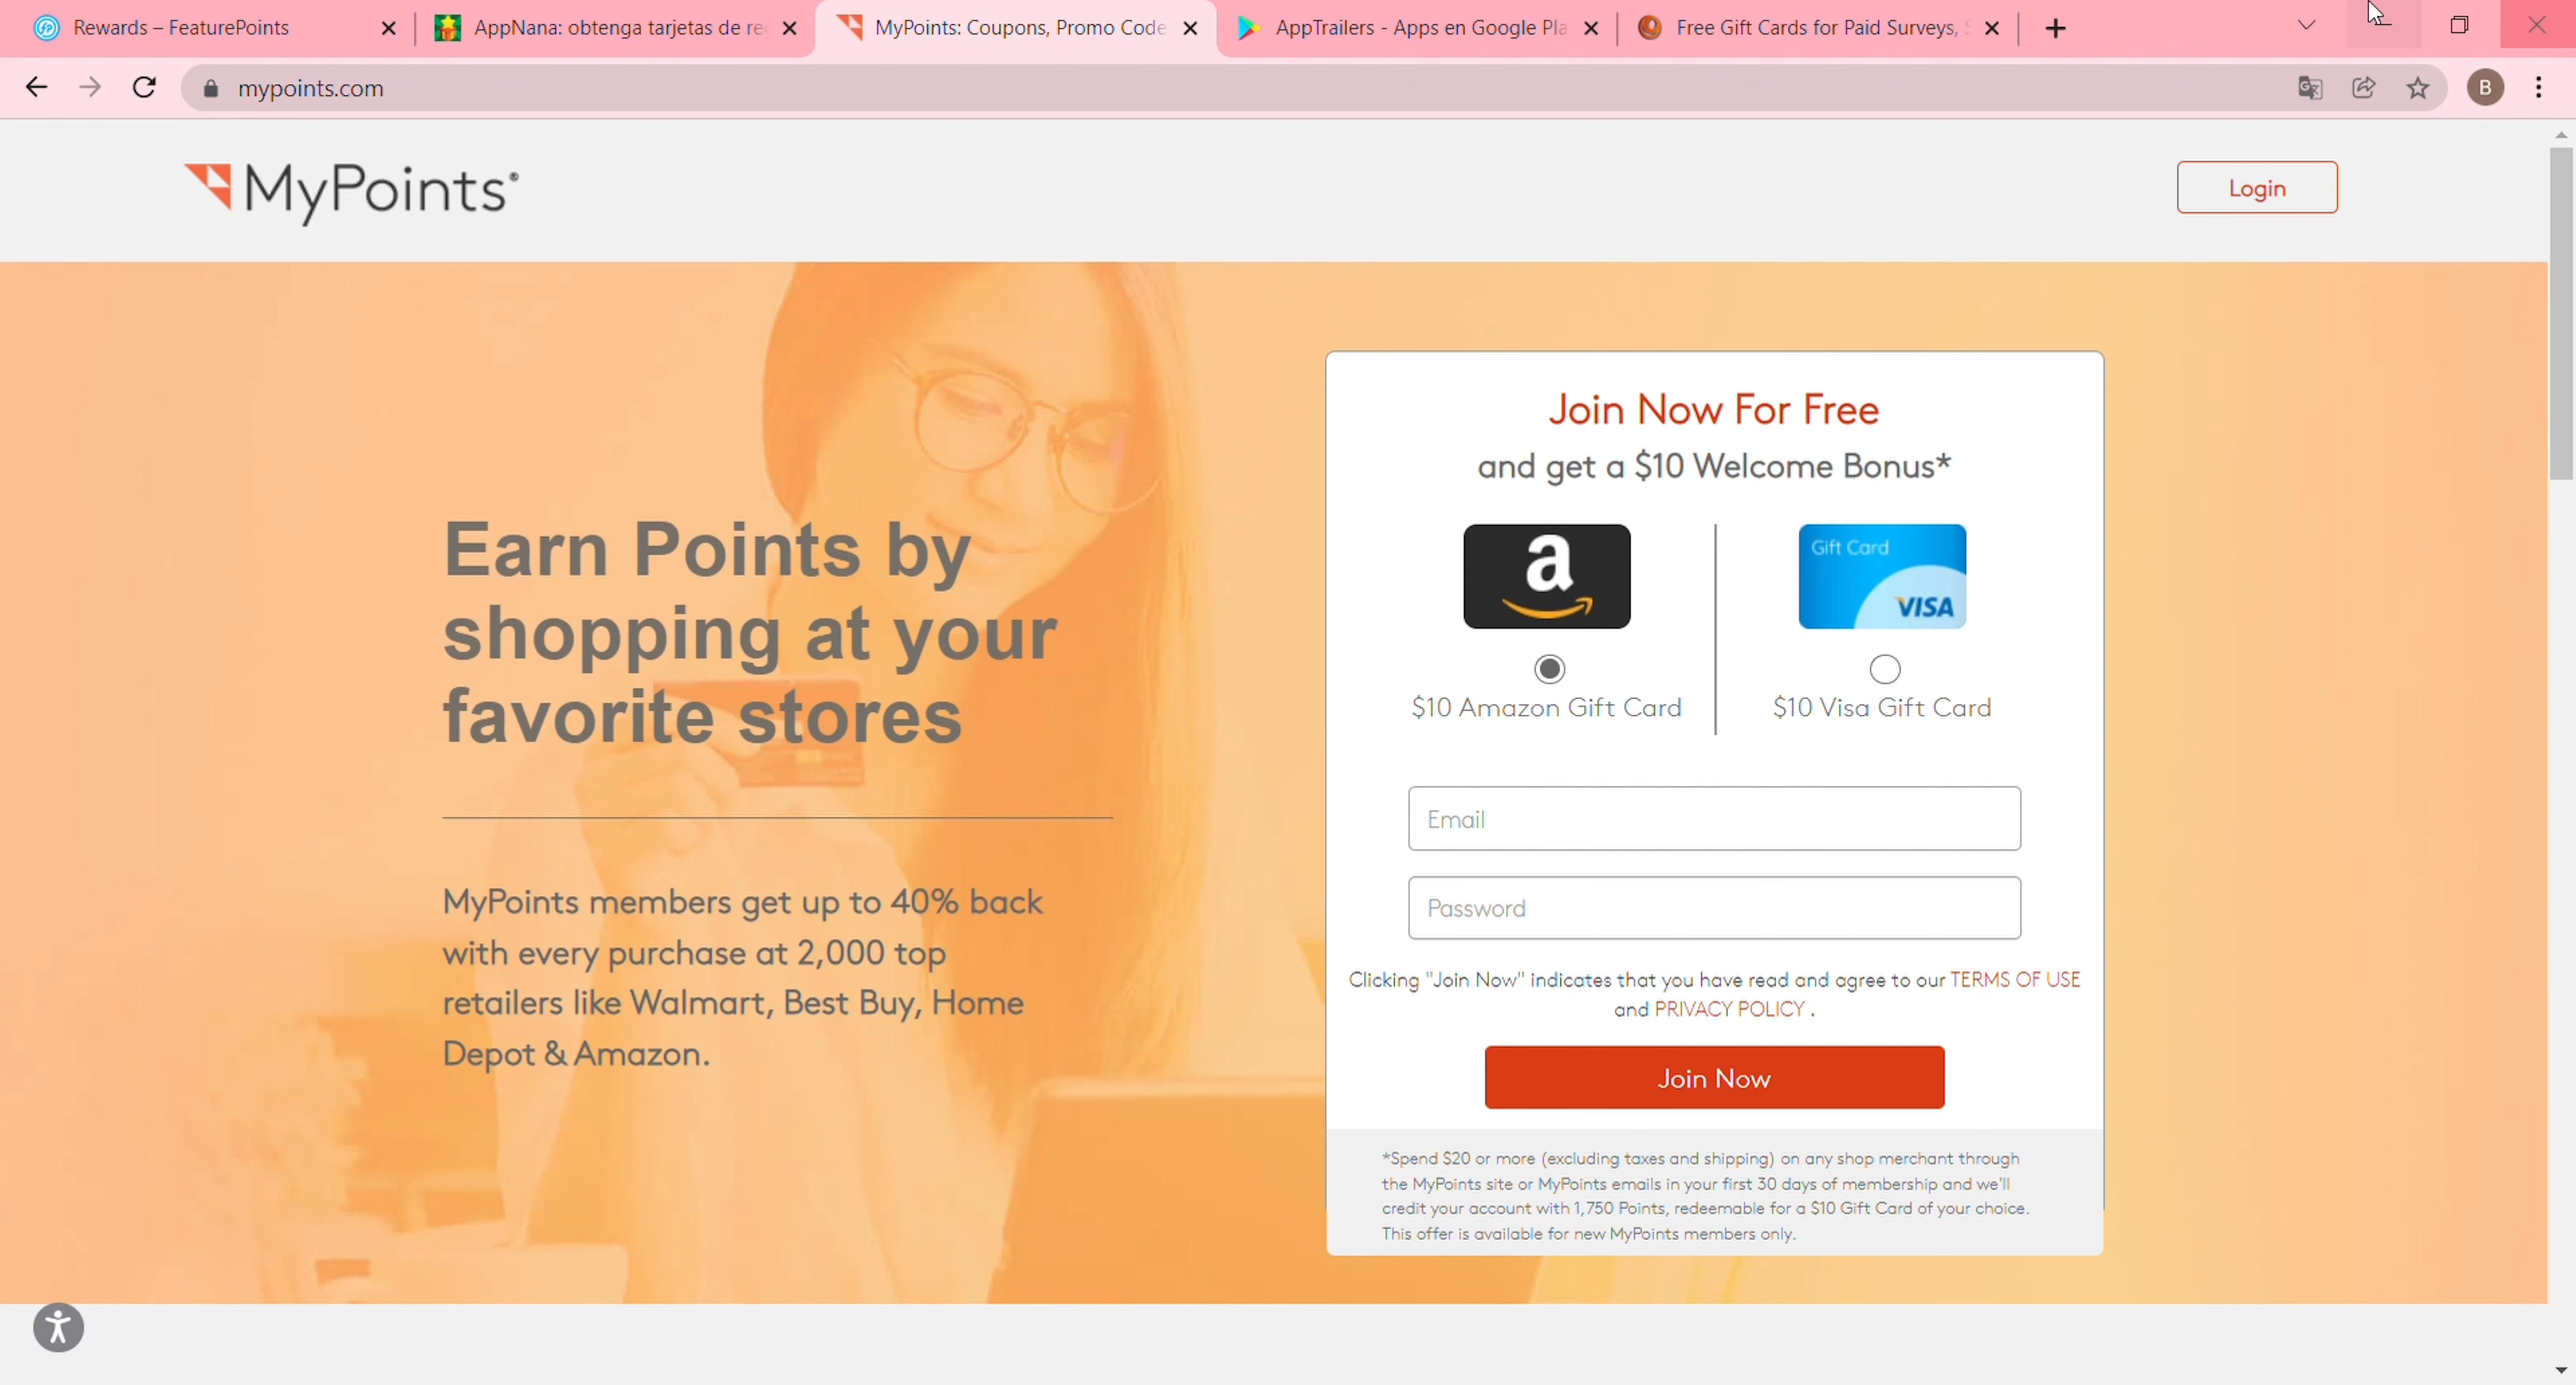 Rewards – FeaturePoints
AppNana: obtenga tarjetas de re
MyPoints: Coupons, Promo Code
AppTrailers - Apps en Google Pla
Free Gift Cards for Paid Surveys, S
mypoints.com
B
MyPoints
Login
Earn Points by
shopping at your
favorite stores
MyPoints members get up to 40% back
with every purchase at 2,000 top
retailers like Walmart, Best Buy, Home
Depot & Amazon.
Join Now For Free
and get a $10 Welcome Bonus*
a
Gift Card
VISA
$10 Amazon Gift Card
$10 Visa Gift Card
Email
Password
Clicking "Join Now" indicates that you have read and agree to our TERMS OF USE
and PRIVACY POLICY .
Join Now
*Spend $20 or more (excluding taxes and shipping) on any shop merchant through
the MyPoints site or MyPoints emails in your first 30 days of membership and we'll
credit your account with 1,750 Points, redeemable for a $10 Gift Card of your choice.
This offer is available for new MyPoints members only.